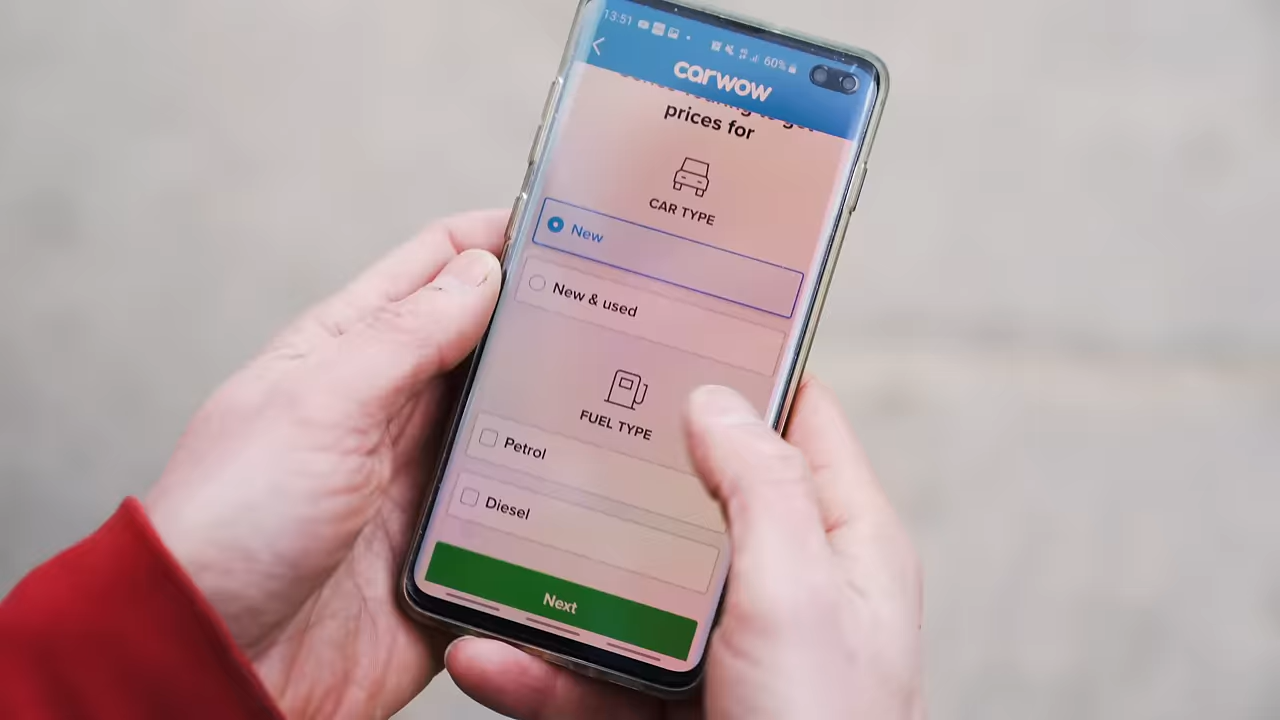 13:51 60%
carwow
prices for
CAR TYPE
New
New & used
FUEL TYPE
Petrol
Diesel
Next